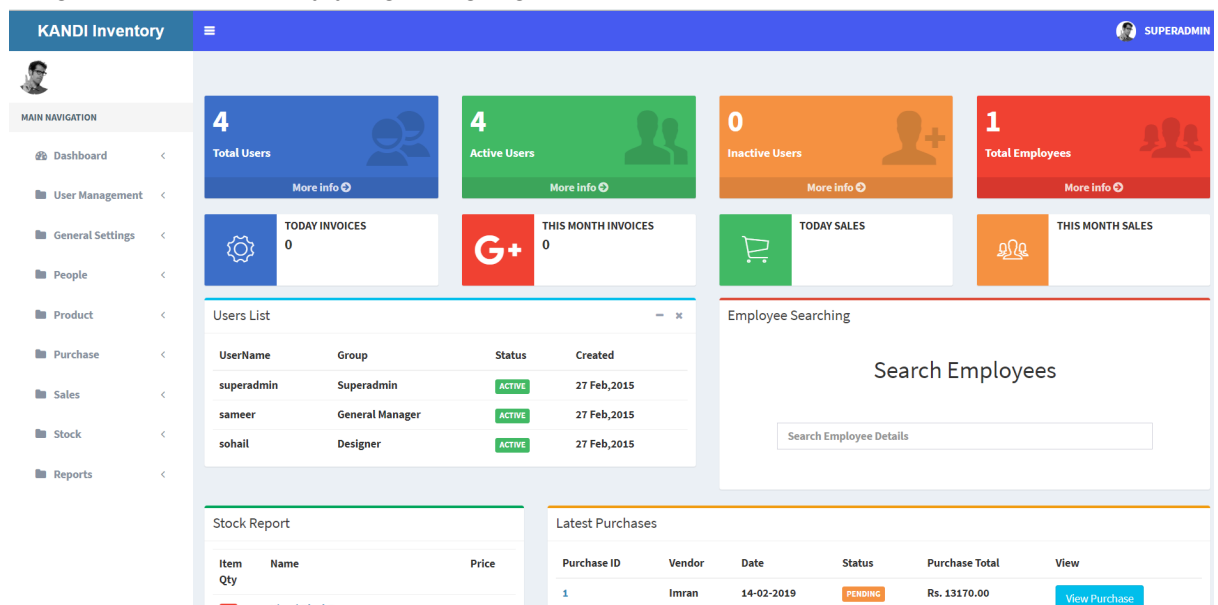 KANDI Inventory
SUPERADMIN
MAIN NAVIGATION
Dashboard
User Management
General Settings
People
Product
Purchase
Sales
Stock
Reports
4
Total Users
More info
4
Active Users
More info
0
Inactive Users
More info
1
Total Employees
More info
TODAY INVOICES
0
G+
THIS MONTH INVOICES
0
TODAY SALES
THIS MONTH SALES
Users List
UserName Group Status Created
superadmin Superadmin ACTIVE 27 Feb,2015
sameer General Manager ACTIVE 27 Feb,2015
sohail Designer ACTIVE 27 Feb,2015
Employee Searching
Search Employees
Search Employee Details
Stock Report
Item Qty Name Price
Latest Purchases
Purchase ID Vendor Date Status Purchase Total View
1 Imran 14-02-2019 PENDING Rs. 13170.00 View Purchase